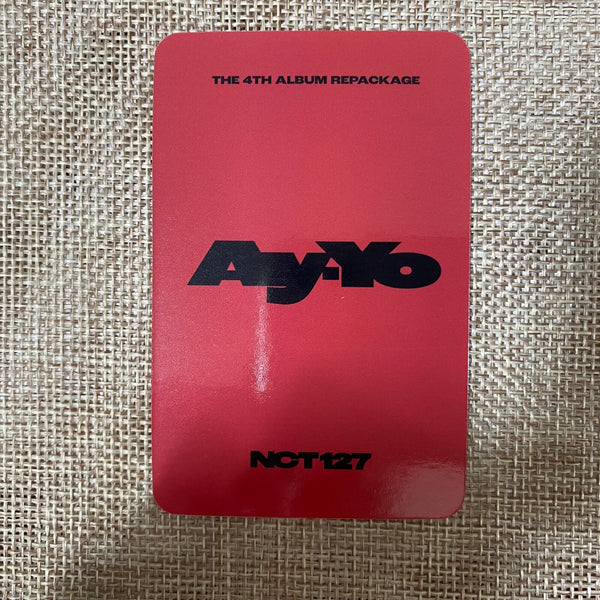 THE 4TH ALBUM REPACKAGE
Ay-Yo
NCT127